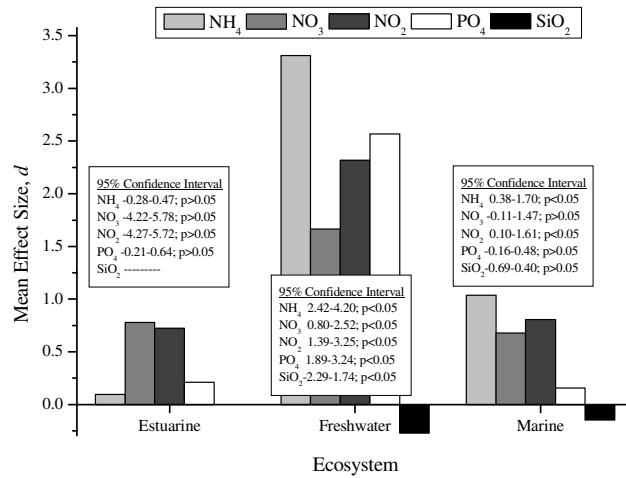 NH4 NO3 NO2 PO4 SiO2
3.5
3.0
2.5
2.0
1.5
1.0
0.5
0.0
Mean Effect Size, d
95% Confidence Interval
NH4 -0.28-0.47; p>0.05
NO3 -4.22-5.78; p>0.05
NO2 -4.27-5.72; p>0.05
PO4 -0.21-0.64; p>0.05
SiO2 ---------
95% Confidence Interval
NH4 2.42-4.20; p<0.05
NO3 0.80-2.52; p<0.05
NO2 1.39-3.25; p<0.05
PO4 1.89-3.24; p<0.05
SiO2-2.29-1.74; p<0.05
95% Confidence Interval
NH4 0.38-1.70; p<0.05
NO3 -0.11-1.47; p>0.05
NO2 0.10-1.61; p<0.05
PO4 -0.16-0.48; p>0.05
SiO2-0.69-0.40; p>0.05
Estuarine Freshwater Marine
Ecosystem